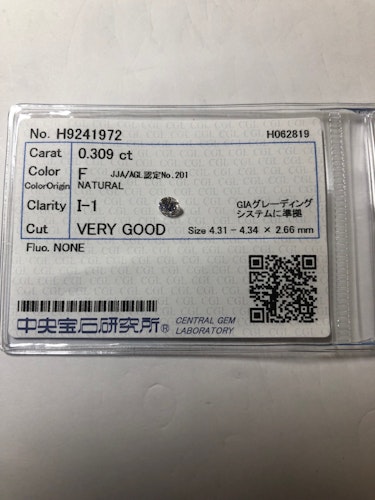 No. H9241972 H062819
Carat 0.309 ct
Color F JJA/AGL認定No.201
ColorOrigin NATURAL
Clarity I-1 GIAグレーディング
システムに準拠
Cut VERY GOOD Size 4.31 - 4.34 × 2.66 mm
Fluo. NONE
中央宝石研究所® CENTRAL GEM
LABORATORY